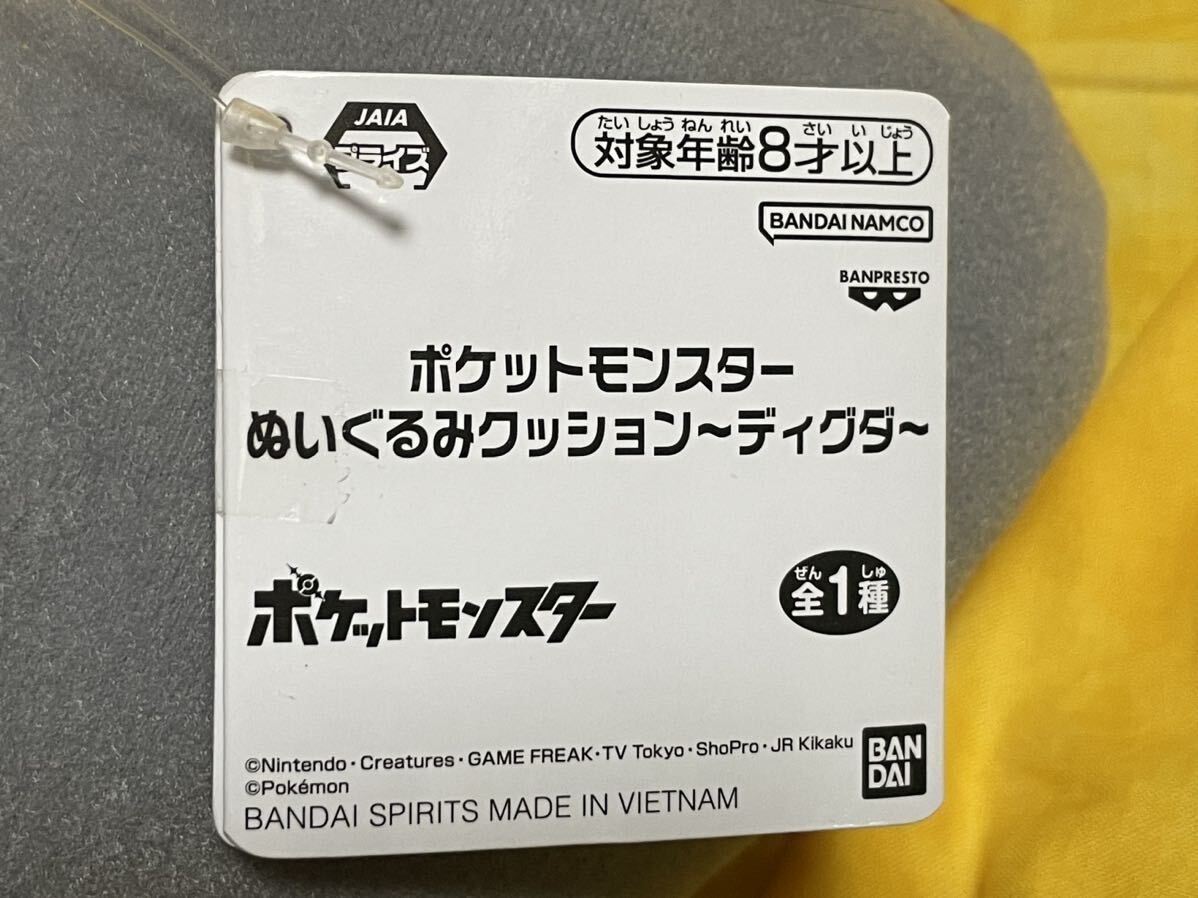 JAIA
プライズ
たいしょうねんれい さいいじょう
対象年齢8才以上
BANDAI NAMCO
BANPRESTO
ポケットモンスター
ぬいぐるみクッション～ディグダ～
ポケットモンスター
ぜん しゅ
全1種
©Nintendo・Creatures・GAME FREAK・TV Tokyo・ShoPro・JR Kikaku
©Pokémon
BANDAI SPIRITS MADE IN VIETNAM
BAN
DAI